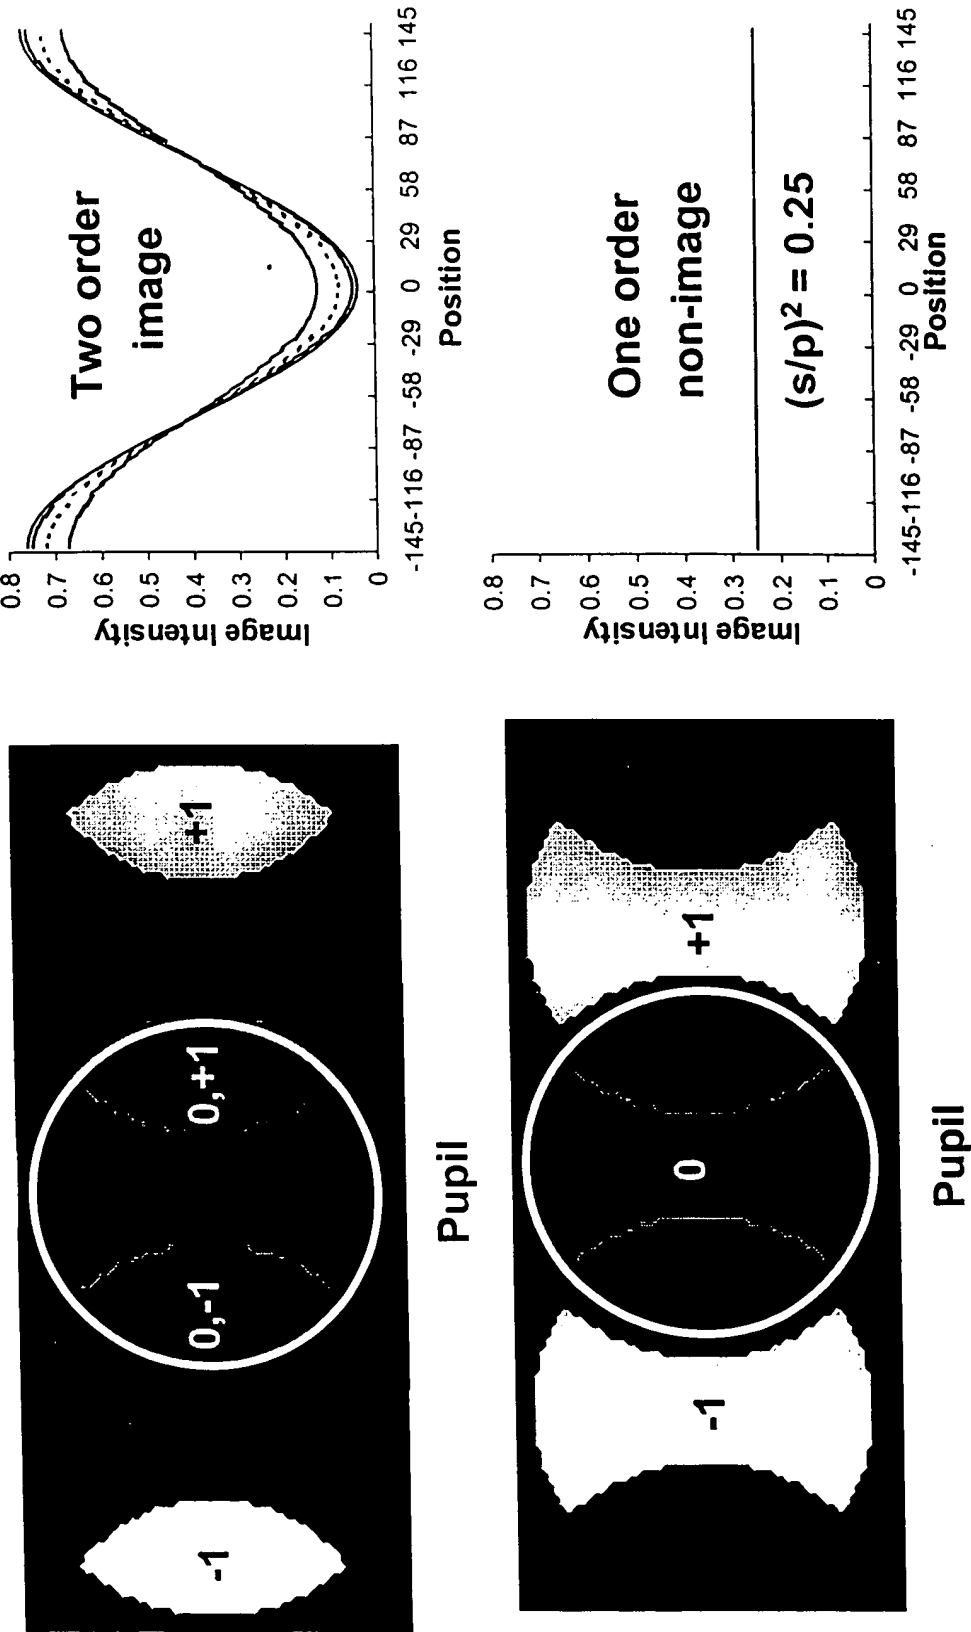 -1
0,-1
0,+1
+1
Pupil
Image Intensity
0.8
0.7
0.6
0.5
0.4
0.3
0.2
0.1
0
Two order
image
-145-116 -87 -58 -29 0 29 58 87 116 145
Position
-1
0
+1
Pupil
Image Intensity
0.8
0.7
0.6
0.5
0.4
0.3
0.2
0.1
0
One order
non-image
(s/p)² = 0.25
-145-116 -87 -58 -29 0 29 58 87 116 145
Position